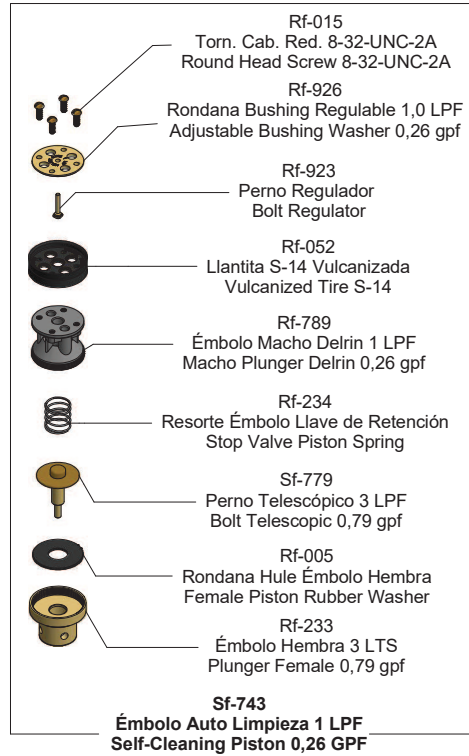 Rf-015
Torn. Cab. Red. 8-32-UNC-2A
Round Head Screw 8-32-UNC-2A
Rf-926
Rondana Bushing Regulable 1,0 LPF
Adjustable Bushing Washer 0,26 gpf
Rf-923
Perno Regulador
Bolt Regulator
Rf-052
Llantita S-14 Vulcanizada
Vulcanized Tire S-14
Rf-789
Émbolo Macho Delrin 1 LPF
Macho Plunger Delrin 0,26 gpf
Rf-234
Resorte Émbolo Llave de Retención
Stop Valve Piston Spring
Sf-779
Perno Telescópico 3 LPF
Bolt Telescopic 0,79 gpf
Rf-005
Rondana Hule Émbolo Hembra
Female Piston Rubber Washer
Rf-233
Émbolo Hembra 3 LTS
Plunger Female 0,79 gpf
Sf-743
Émbolo Auto Limpieza 1 LPF
Self-Cleaning Piston 0,26 GPF